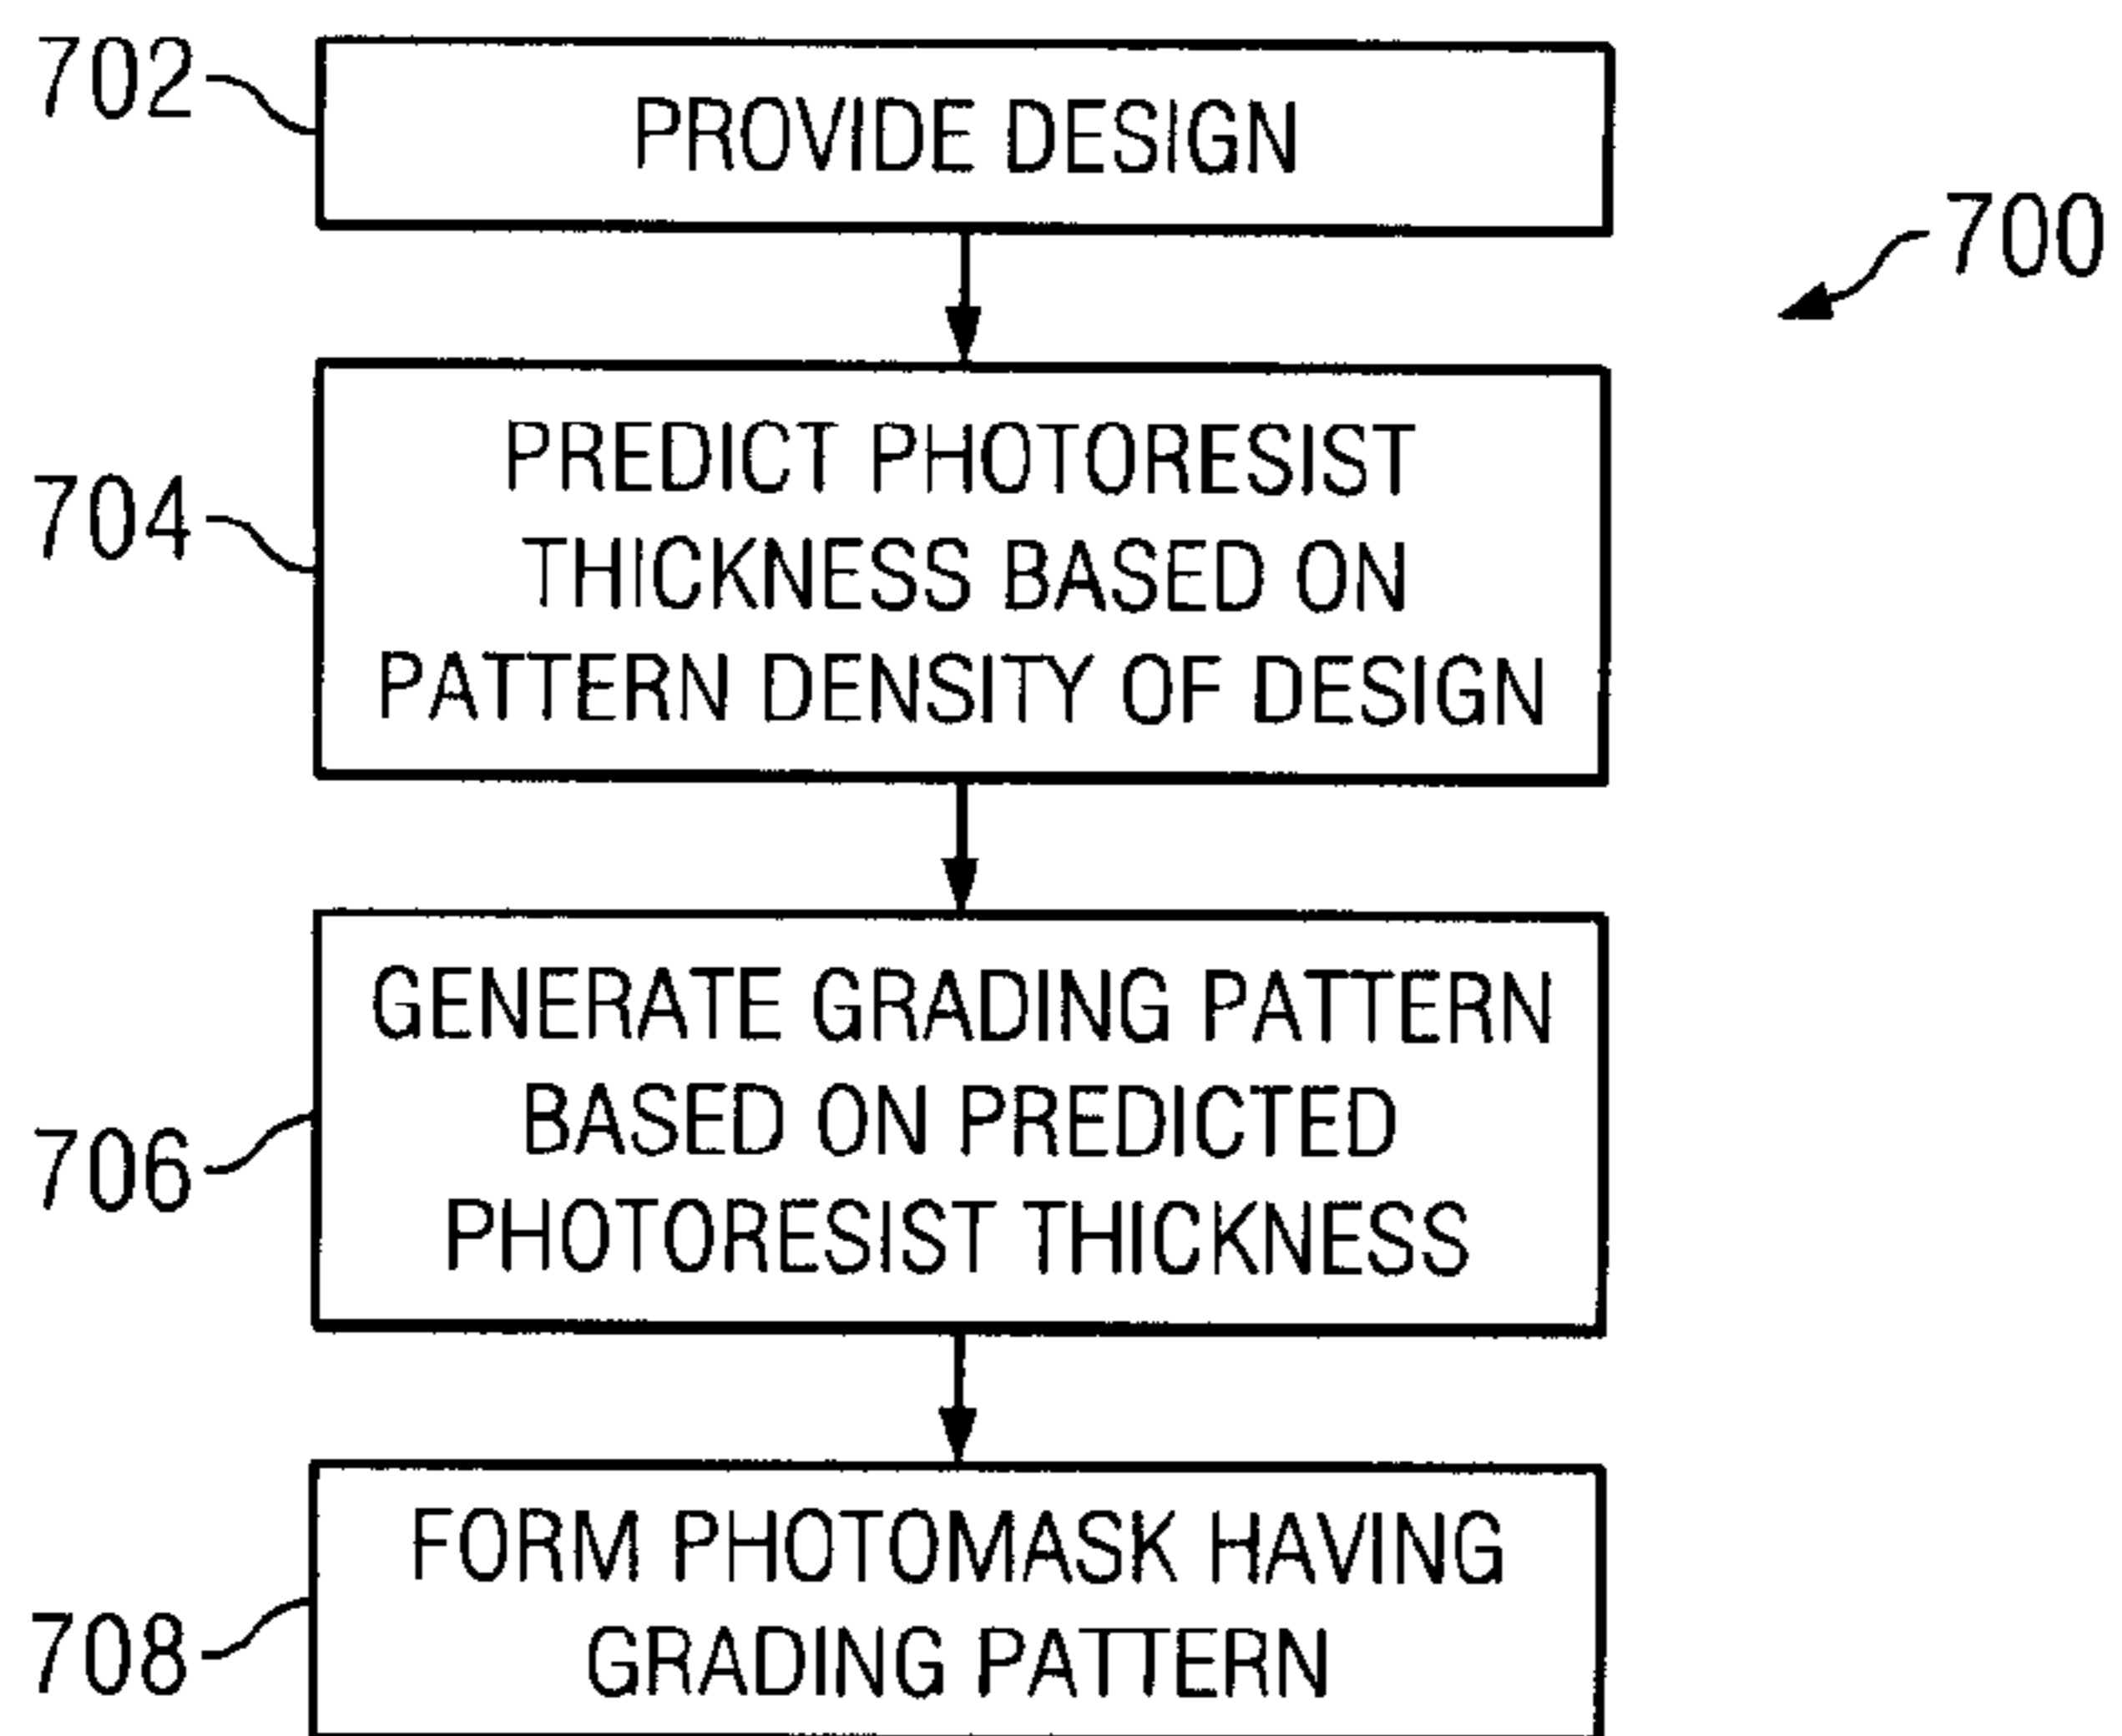 702
PROVIDE DESIGN
700
704
PREDICT PHOTORESIST
THICKNESS BASED ON
PATTERN DENSITY OF DESIGN
706
GENERATE GRADING PATTERN
BASED ON PREDICTED
PHOTORESIST THICKNESS
708
FORM PHOTOMASK HAVING
GRADING PATTERN